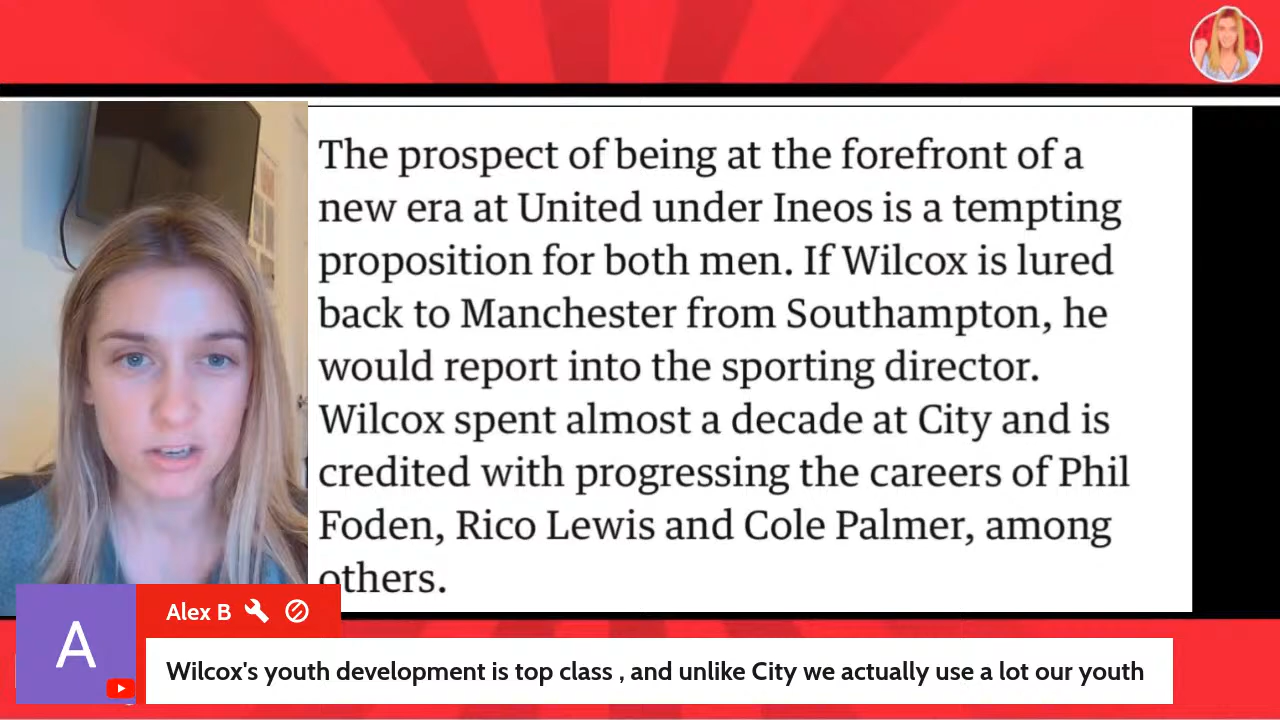 The prospect of being at the forefront of a
new era at United under Ineos is a tempting
proposition for both men. If Wilcox is lured
back to Manchester from Southampton, he
would report into the sporting director.
Wilcox spent almost a decade at City and is
credited with progressing the careers of Phil
Foden, Rico Lewis and Cole Palmer, among
others.
A
Alex B
Wilcox's youth development is top class , and unlike City we actually use a lot our youth